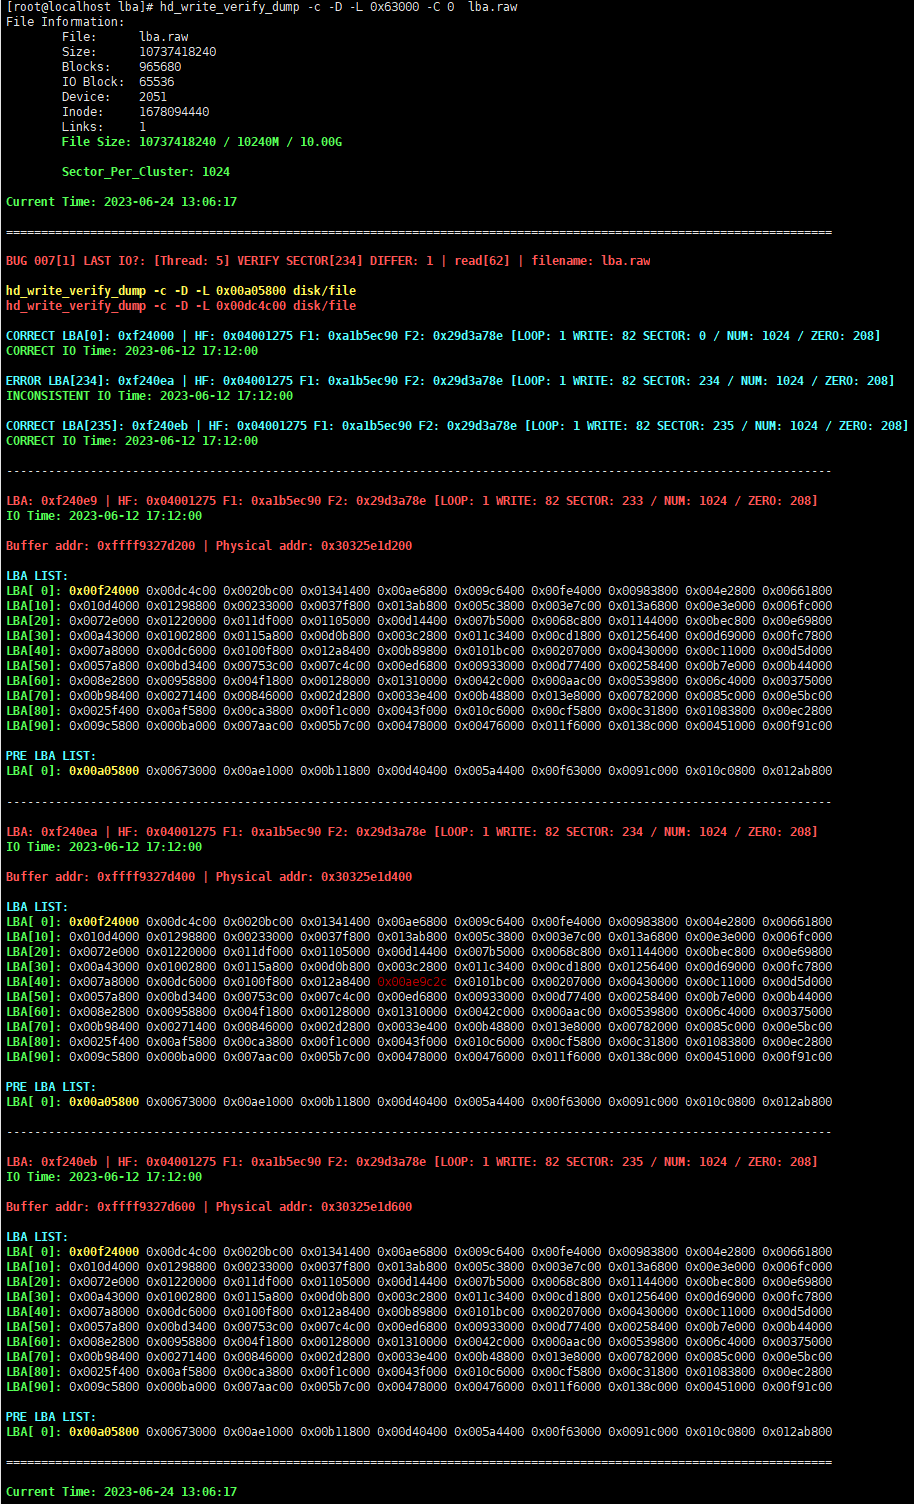 [root@localhost lba]# hd_write_verify_dump -c -D -L 0x63000 -C 0  lba.raw
File Information:
        File:      lba.raw
        Size:      10737418240
        Blocks:    965680
        IO Block:  65536
        Device:    2051
        Inode:     1678094440
        Links:     1
        File Size: 10737418240 / 10240M / 10.00G
        Sector_Per_Cluster: 1024
Current Time: 2023-06-24 13:06:17
======================================================================================================================
BUG 007[1] LAST IO?: [Thread: 5] VERIFY SECTOR[234] DIFFER: 1 | read[62] | filename: lba.raw
hd_write_verify_dump -c -D -L 0x00a05800 disk/file
hd_write_verify_dump -c -D -L 0x00dc4c00 disk/file
CORRECT LBA[0]: 0xf24000 | HF: 0x04001275 F1: 0xa1b5ec90 F2: 0x29d3a78e [LOOP: 1 WRITE: 82 SECTOR: 0 / NUM: 1024 / ZERO: 208]
CORRECT IO Time: 2023-06-12 17:12:00
ERROR LBA[234]: 0xf240ea | HF: 0x04001275 F1: 0xa1b5ec90 F2: 0x29d3a78e [LOOP: 1 WRITE: 82 SECTOR: 234 / NUM: 1024 / ZERO: 208]
INCONSISTENT IO Time: 2023-06-12 17:12:00
CORRECT LBA[235]: 0xf240eb | HF: 0x04001275 F1: 0xa1b5ec90 F2: 0x29d3a78e [LOOP: 1 WRITE: 82 SECTOR: 235 / NUM: 1024 / ZERO: 208]
CORRECT IO Time: 2023-06-12 17:12:00
----------------------------------------------------------------------------------------------------------------------
LBA: 0xf240e9 | HF: 0x04001275 F1: 0xa1b5ec90 F2: 0x29d3a78e [LOOP: 1 WRITE: 82 SECTOR: 233 / NUM: 1024 / ZERO: 208]
IO Time: 2023-06-12 17:12:00
Buffer addr: 0xffff9327d200 | Physical addr: 0x30325e1d200
LBA LIST:
LBA[ 0]: 0x00f24000 0x00dc4c00 0x0020bc00 0x01341400 0x00ae6800 0x009c6400 0x00fe4000 0x00983800 0x004e2800 0x00661800
LBA[10]: 0x010d4000 0x01298800 0x00233000 0x0037f800 0x013ab800 0x005c3800 0x003e7c00 0x013a6800 0x00e3e000 0x006fc000
LBA[20]: 0x0072e000 0x01220000 0x011df000 0x01105000 0x00d14400 0x007b5000 0x0068c800 0x01144000 0x00bec800 0x00e69800
LBA[30]: 0x00a43000 0x01002800 0x0115a800 0x00d0b800 0x003c2800 0x011c3400 0x00cd1800 0x01256400 0x00d69000 0x00fc7800
LBA[40]: 0x007a8000 0x00dc6000 0x0100f800 0x012a8400 0x00b89800 0x0101bc00 0x00207000 0x00430000 0x00c11000 0x00d5d000
LBA[50]: 0x0057a800 0x00bd3400 0x00753c00 0x007c4c00 0x00ed6800 0x00933000 0x00d77400 0x00258400 0x00b7e000 0x00b44000
LBA[60]: 0x008e2800 0x00958800 0x004f1800 0x00128000 0x01310000 0x0042c000 0x000aac00 0x00539800 0x006c4000 0x00375000
LBA[70]: 0x00b98400 0x00271400 0x00846000 0x002d2800 0x0033e400 0x00b48800 0x013e8000 0x00782000 0x0085c000 0x00e5bc00
LBA[80]: 0x0025f400 0x00af5800 0x00ca3800 0x00f1c000 0x0043f000 0x010c6000 0x00cf5800 0x00c31800 0x01083800 0x00ec2800
LBA[90]: 0x009c5800 0x000ba000 0x007aac00 0x005b7c00 0x00478000 0x00476000 0x011f6000 0x0138c000 0x00451000 0x00f91c00
PRE LBA LIST:
LBA[ 0]: 0x00a05800 0x00673000 0x00ae1000 0x00b11800 0x00d40400 0x005a4400 0x00f63000 0x0091c000 0x010c0800 0x012ab800
----------------------------------------------------------------------------------------------------------------------
LBA: 0xf240ea | HF: 0x04001275 F1: 0xa1b5ec90 F2: 0x29d3a78e [LOOP: 1 WRITE: 82 SECTOR: 234 / NUM: 1024 / ZERO: 208]
IO Time: 2023-06-12 17:12:00
Buffer addr: 0xffff9327d400 | Physical addr: 0x30325e1d400
LBA LIST:
LBA[ 0]: 0x00f24000 0x00dc4c00 0x0020bc00 0x01341400 0x00ae6800 0x009c6400 0x00fe4000 0x00983800 0x004e2800 0x00661800
LBA[10]: 0x010d4000 0x01298800 0x00233000 0x0037f800 0x013ab800 0x005c3800 0x003e7c00 0x013a6800 0x00e3e000 0x006fc000
LBA[20]: 0x0072e000 0x01220000 0x011df000 0x01105000 0x00d14400 0x007b5000 0x0068c800 0x01144000 0x00bec800 0x00e69800
LBA[30]: 0x00a43000 0x01002800 0x0115a800 0x00d0b800 0x003c2800 0x011c3400 0x00cd1800 0x01256400 0x00d69000 0x00fc7800
LBA[40]: 0x007a8000 0x00dc6000 0x0100f800 0x012a8400 0x00ae9c2c 0x0101bc00 0x00207000 0x00430000 0x00c11000 0x00d5d000
LBA[50]: 0x0057a800 0x00bd3400 0x00753c00 0x007c4c00 0x00ed6800 0x00933000 0x00d77400 0x00258400 0x00b7e000 0x00b44000
LBA[60]: 0x008e2800 0x00958800 0x004f1800 0x00128000 0x01310000 0x0042c000 0x000aac00 0x00539800 0x006c4000 0x00375000
LBA[70]: 0x00b98400 0x00271400 0x00846000 0x002d2800 0x0033e400 0x00b48800 0x013e8000 0x00782000 0x0085c000 0x00e5bc00
LBA[80]: 0x0025f400 0x00af5800 0x00ca3800 0x00f1c000 0x0043f000 0x010c6000 0x00cf5800 0x00c31800 0x01083800 0x00ec2800
LBA[90]: 0x009c5800 0x000ba000 0x007aac00 0x005b7c00 0x00478000 0x00476000 0x011f6000 0x0138c000 0x00451000 0x00f91c00
PRE LBA LIST:
LBA[ 0]: 0x00a05800 0x00673000 0x00ae1000 0x00b11800 0x00d40400 0x005a4400 0x00f63000 0x0091c000 0x010c0800 0x012ab800
----------------------------------------------------------------------------------------------------------------------
LBA: 0xf240eb | HF: 0x04001275 F1: 0xa1b5ec90 F2: 0x29d3a78e [LOOP: 1 WRITE: 82 SECTOR: 235 / NUM: 1024 / ZERO: 208]
IO Time: 2023-06-12 17:12:00
Buffer addr: 0xffff9327d600 | Physical addr: 0x30325e1d600
LBA LIST:
LBA[ 0]: 0x00f24000 0x00dc4c00 0x0020bc00 0x01341400 0x00ae6800 0x009c6400 0x00fe4000 0x00983800 0x004e2800 0x00661800
LBA[10]: 0x010d4000 0x01298800 0x00233000 0x0037f800 0x013ab800 0x005c3800 0x003e7c00 0x013a6800 0x00e3e000 0x006fc000
LBA[20]: 0x0072e000 0x01220000 0x011df000 0x01105000 0x00d14400 0x007b5000 0x0068c800 0x01144000 0x00bec800 0x00e69800
LBA[30]: 0x00a43000 0x01002800 0x0115a800 0x00d0b800 0x003c2800 0x011c3400 0x00cd1800 0x01256400 0x00d69000 0x00fc7800
LBA[40]: 0x007a8000 0x00dc6000 0x0100f800 0x012a8400 0x00b89800 0x0101bc00 0x00207000 0x00430000 0x00c11000 0x00d5d000
LBA[50]: 0x0057a800 0x00bd3400 0x00753c00 0x007c4c00 0x00ed6800 0x00933000 0x00d77400 0x00258400 0x00b7e000 0x00b44000
LBA[60]: 0x008e2800 0x00958800 0x004f1800 0x00128000 0x01310000 0x0042c000 0x000aac00 0x00539800 0x006c4000 0x00375000
LBA[70]: 0x00b98400 0x00271400 0x00846000 0x002d2800 0x0033e400 0x00b48800 0x013e8000 0x00782000 0x0085c000 0x00e5bc00
LBA[80]: 0x0025f400 0x00af5800 0x00ca3800 0x00f1c000 0x0043f000 0x010c6000 0x00cf5800 0x00c31800 0x01083800 0x00ec2800
LBA[90]: 0x009c5800 0x000ba000 0x007aac00 0x005b7c00 0x00478000 0x00476000 0x011f6000 0x0138c000 0x00451000 0x00f91c00
PRE LBA LIST:
LBA[ 0]: 0x00a05800 0x00673000 0x00ae1000 0x00b11800 0x00d40400 0x005a4400 0x00f63000 0x0091c000 0x010c0800 0x012ab800
======================================================================================================================
Current Time: 2023-06-24 13:06:17